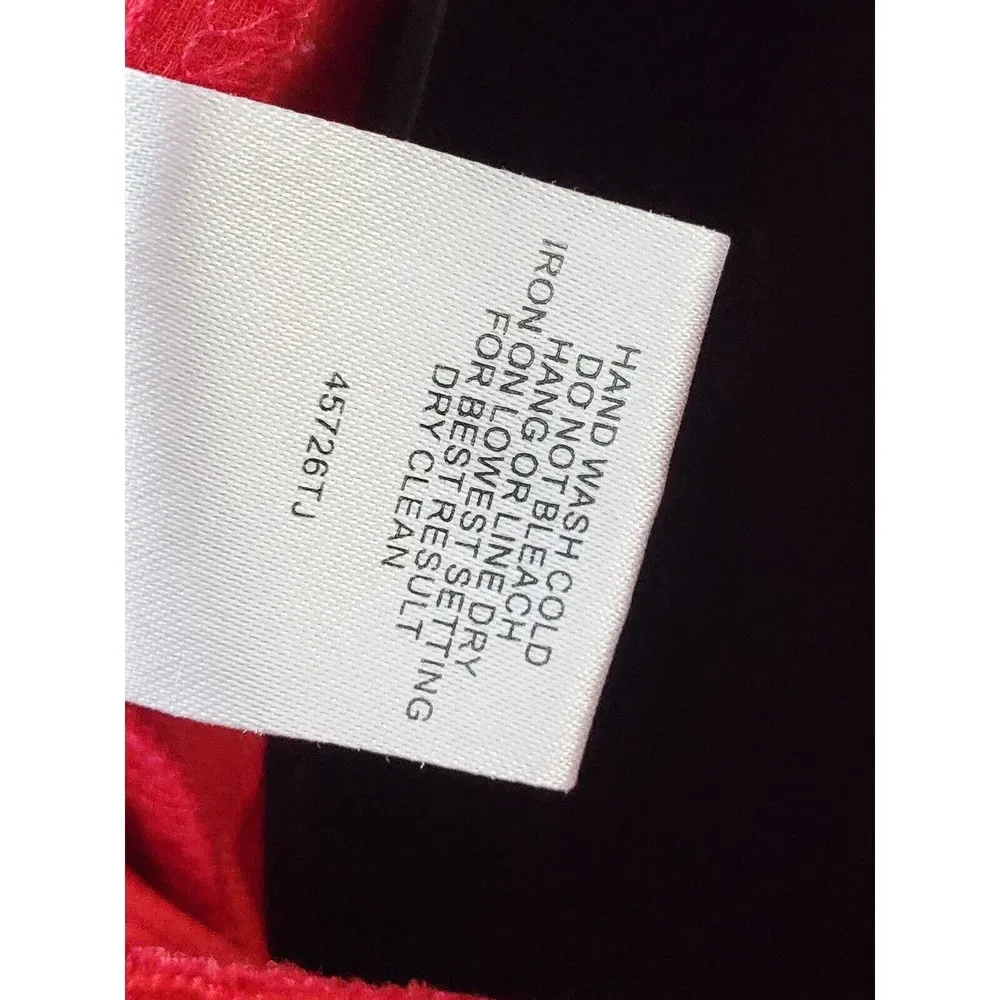 HAND WASH COLD
DO NOT BLEACH
HANG OR LINE DRY
IRON ON LOWEST SETTING
FOR BEST RESULT
DRY CLEAN
45726TJ